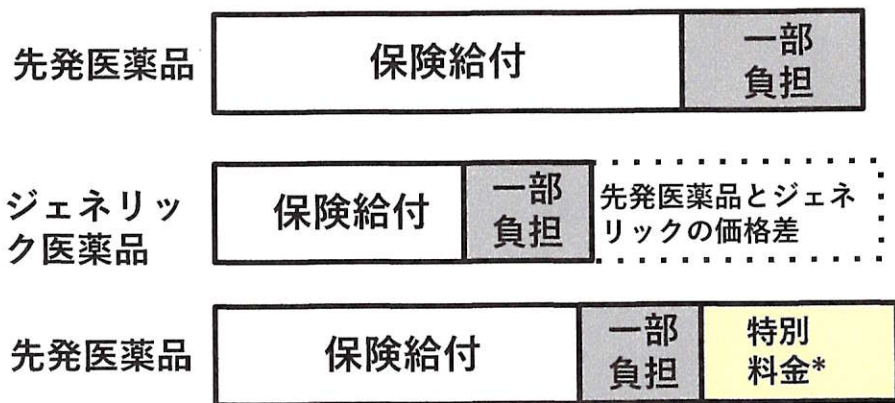 先発医薬品
保険給付
一部
負担
ジェネリッ
ク医薬品
保険給付
一部
負担
先発医薬品とジェネ
リックの価格差
先発医薬品
保険給付
一部
負担
特別
料金*